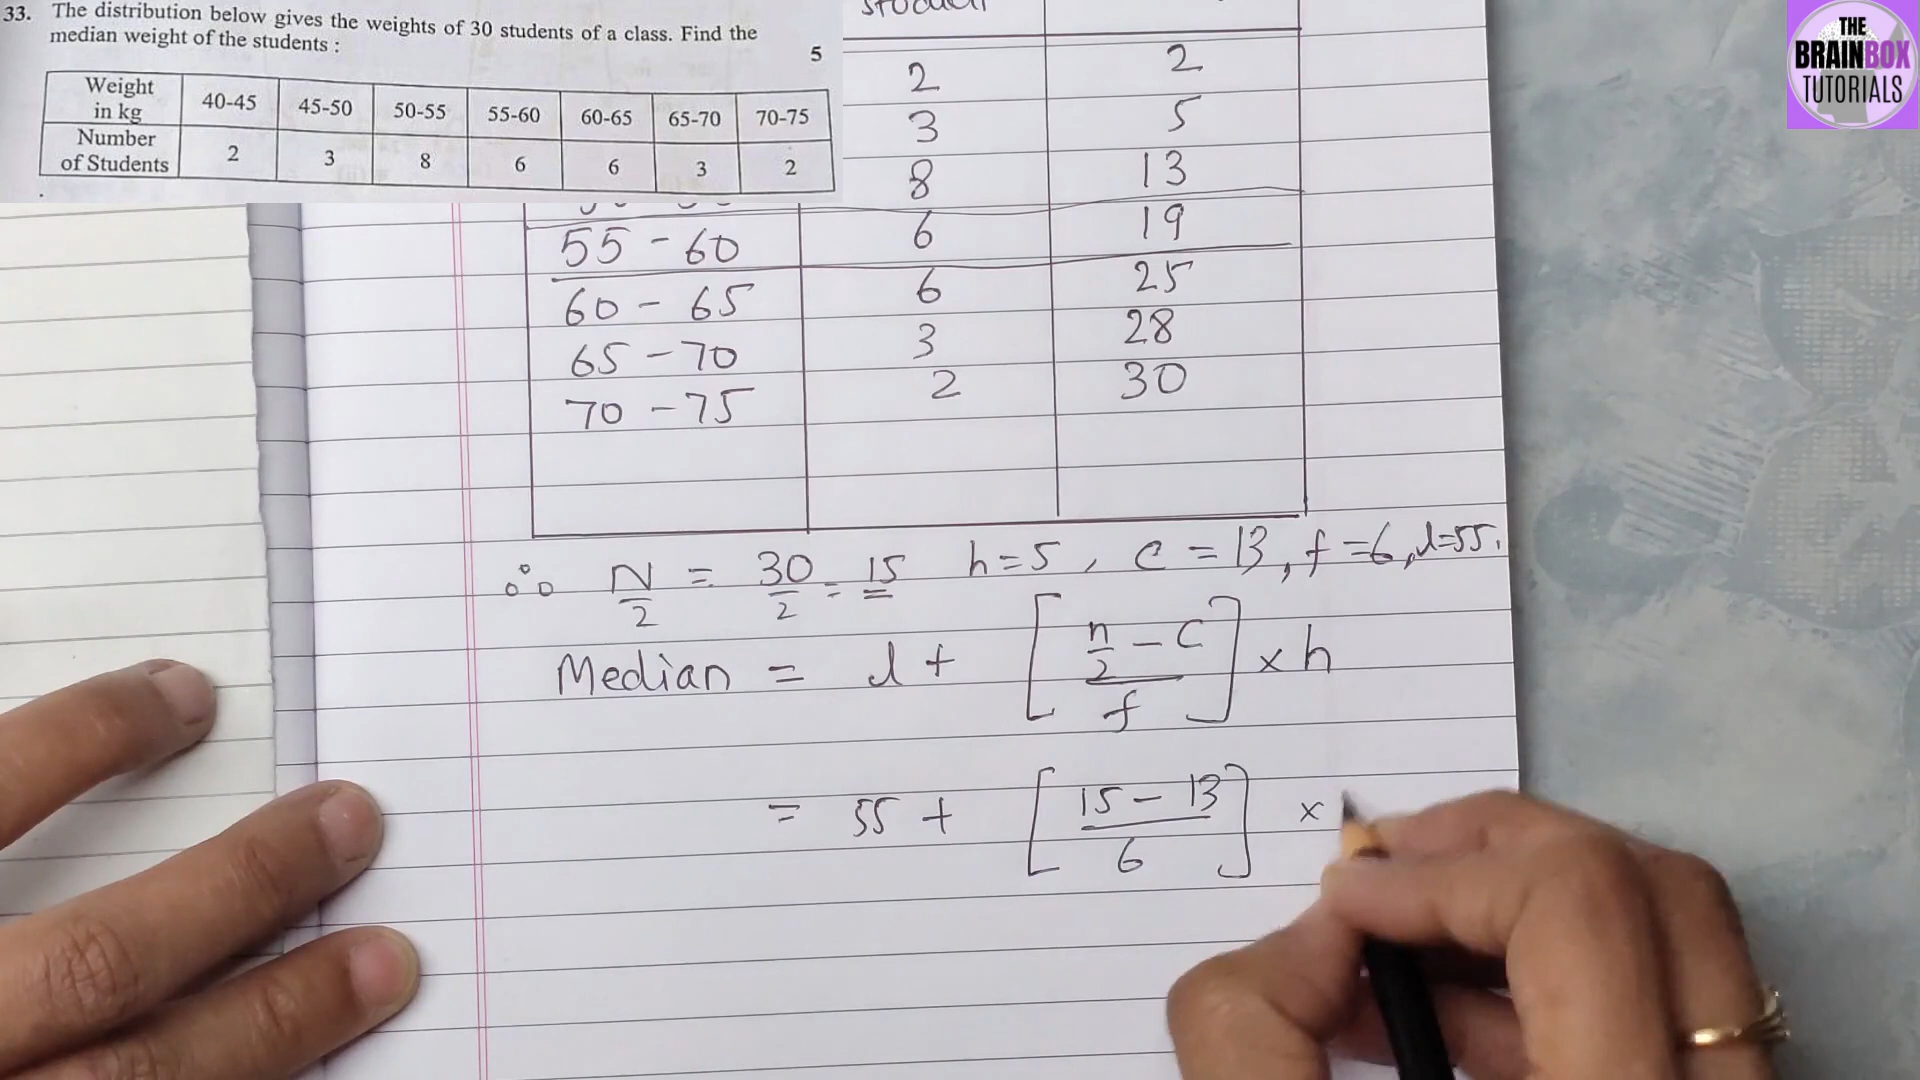 33. The distribution below gives the weights of 30 students of a class. Find the
median weight of the students :
5
Weight in kg 40-45 45-50 50-55 55-60 60-65 65-70 70-75
Number of Students 2 3 8 6 6 3 2
THE
BRAINBOX
TUTORIALS
2 2
3 5
8 13
55 - 60 6 19
60 - 65 6 25
65 - 70 3 28
70 - 75 2 30
∴ N/2 = 30/2 = 15 h = 5, C = 13, f = 6, l = 55.
Median = l + [ (n/2 - C) / f ] × h
= 55 + [ (15 - 13) / 6 ] ×